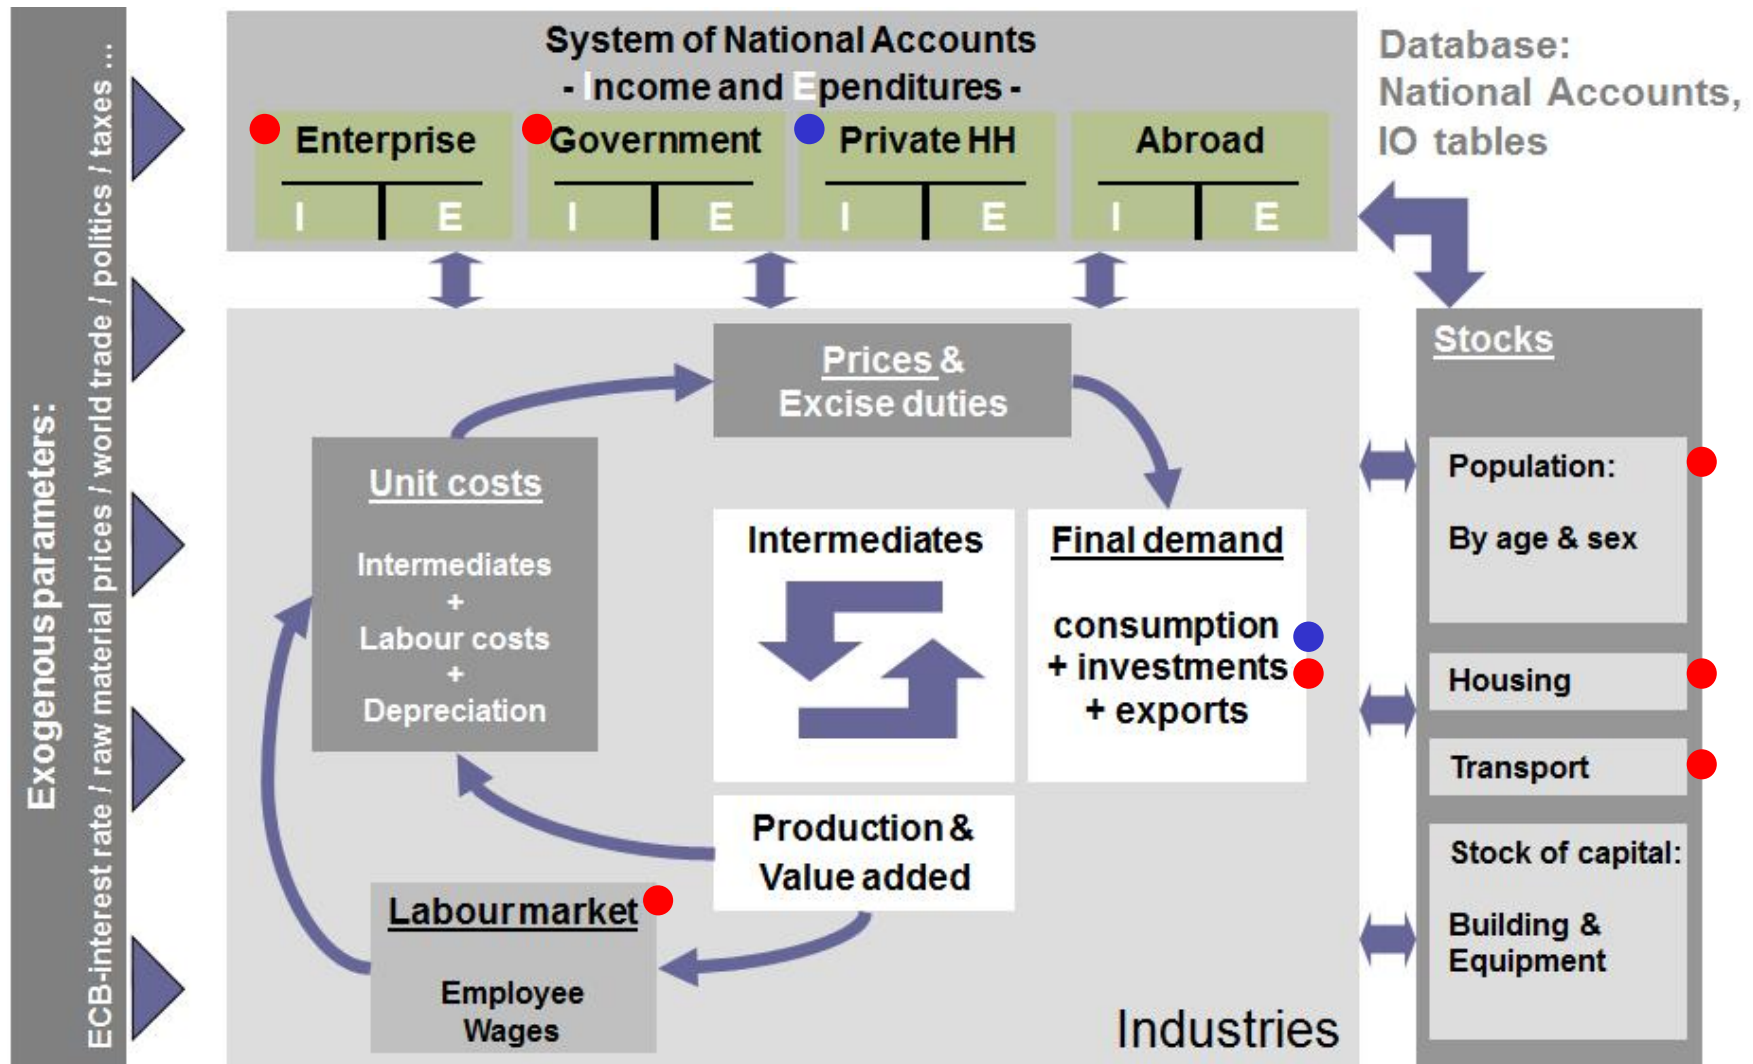 Exogenous parameters:
ECB-interest rate / raw material prices / world trade / politics / taxes ...
System of National Accounts
- Income and Ependitures -
Enterprise
I E
Government
I E
Private HH
I E
Abroad
I E
Database:
National Accounts,
IO tables
Prices &
Excise duties
Unit costs
Intermediates
+
Labour costs
+
Depreciation
Intermediates
Final demand
consumption
+ investments
+ exports
Production &
Value added
Labour market
Employee
Wages
Industries
Stocks
Population:
By age & sex
Housing
Transport
Stock of capital:
Building &
Equipment